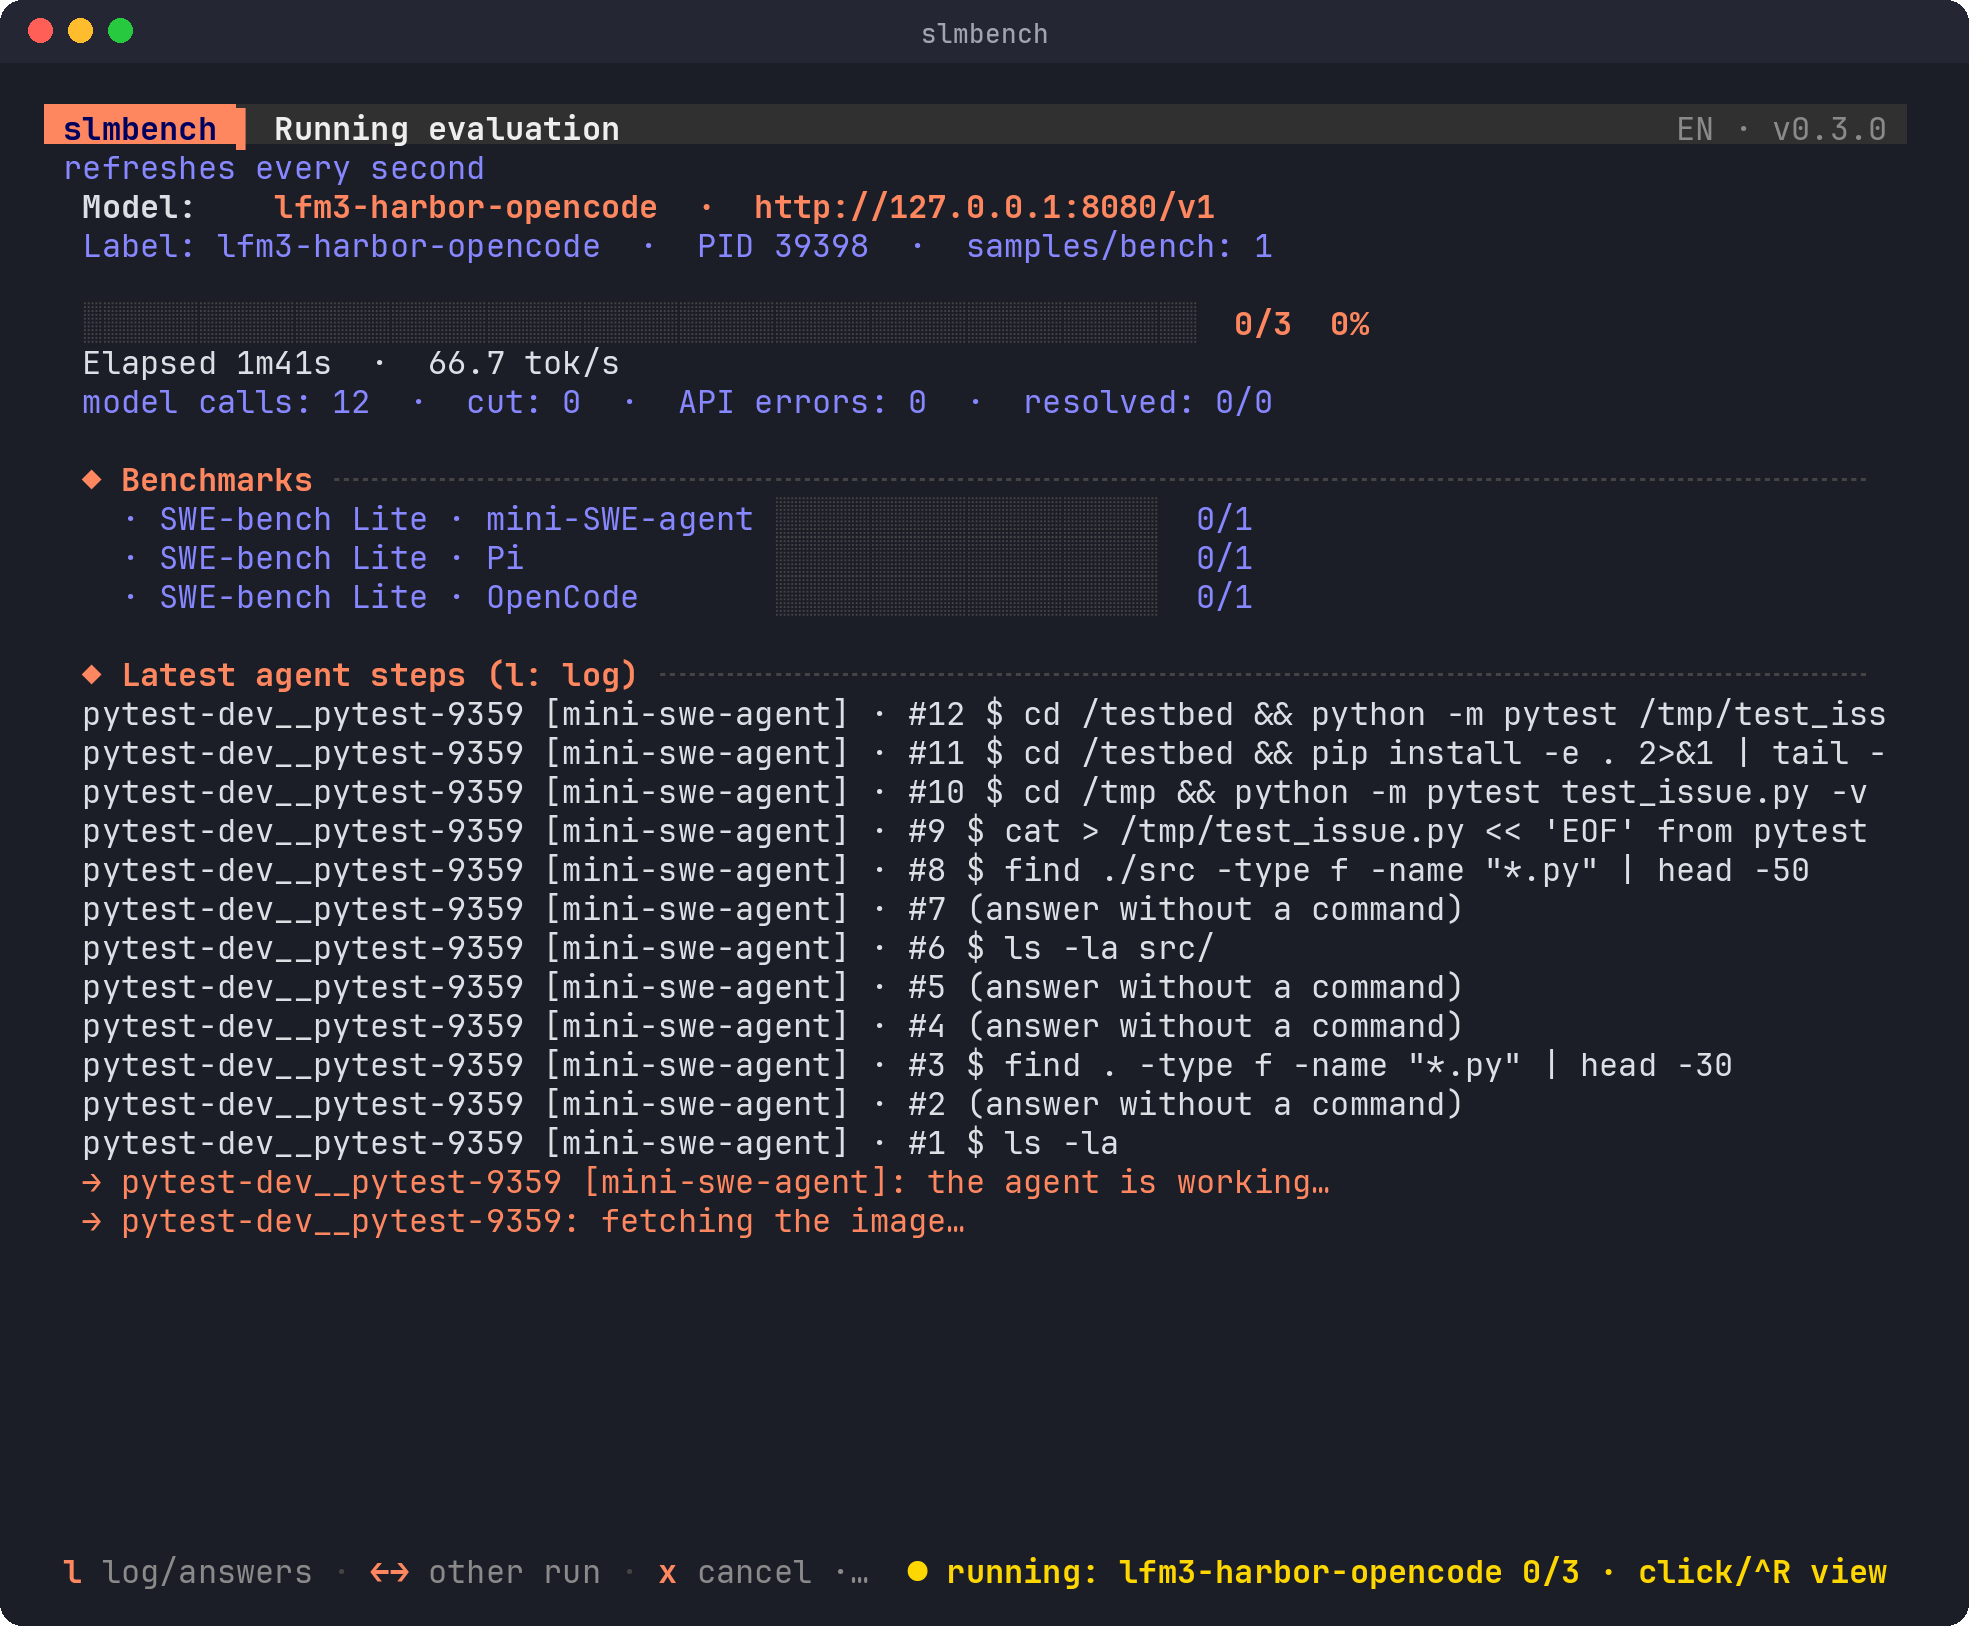 slmbench
slmbench Running evaluation EN · v0.3.0
refreshes every second
Model: lfm3-harbor-opencode · http://127.0.0.1:8080/v1
Label: lfm3-harbor-opencode · PID 39398 · samples/bench: 1
0/3 0%
Elapsed 1m41s · 66.7 tok/s
model calls: 12 · cut: 0 · API errors: 0 · resolved: 0/0
◆ Benchmarks
· SWE-bench Lite · mini-SWE-agent 0/1
· SWE-bench Lite · Pi 0/1
· SWE-bench Lite · OpenCode 0/1
◆ Latest agent steps (l: log)
pytest-dev__pytest-9359 [mini-swe-agent] · #12 $ cd /testbed && python -m pytest /tmp/test_iss
pytest-dev__pytest-9359 [mini-swe-agent] · #11 $ cd /testbed && pip install -e . 2>&1 | tail -
pytest-dev__pytest-9359 [mini-swe-agent] · #10 $ cd /tmp && python -m pytest test_issue.py -v
pytest-dev__pytest-9359 [mini-swe-agent] · #9 $ cat > /tmp/test_issue.py << 'EOF' from pytest
pytest-dev__pytest-9359 [mini-swe-agent] · #8 $ find ./src -type f -name "*.py" | head -50
pytest-dev__pytest-9359 [mini-swe-agent] · #7 (answer without a command)
pytest-dev__pytest-9359 [mini-swe-agent] · #6 $ ls -la src/
pytest-dev__pytest-9359 [mini-swe-agent] · #5 (answer without a command)
pytest-dev__pytest-9359 [mini-swe-agent] · #4 (answer without a command)
pytest-dev__pytest-9359 [mini-swe-agent] · #3 $ find . -type f -name "*.py" | head -30
pytest-dev__pytest-9359 [mini-swe-agent] · #2 (answer without a command)
pytest-dev__pytest-9359 [mini-swe-agent] · #1 $ ls -la
→ pytest-dev__pytest-9359 [mini-swe-agent]: the agent is working…
→ pytest-dev__pytest-9359: fetching the image…
l log/answers · ←→ other run · x cancel ·… ● running: lfm3-harbor-opencode 0/3 · click/^R view